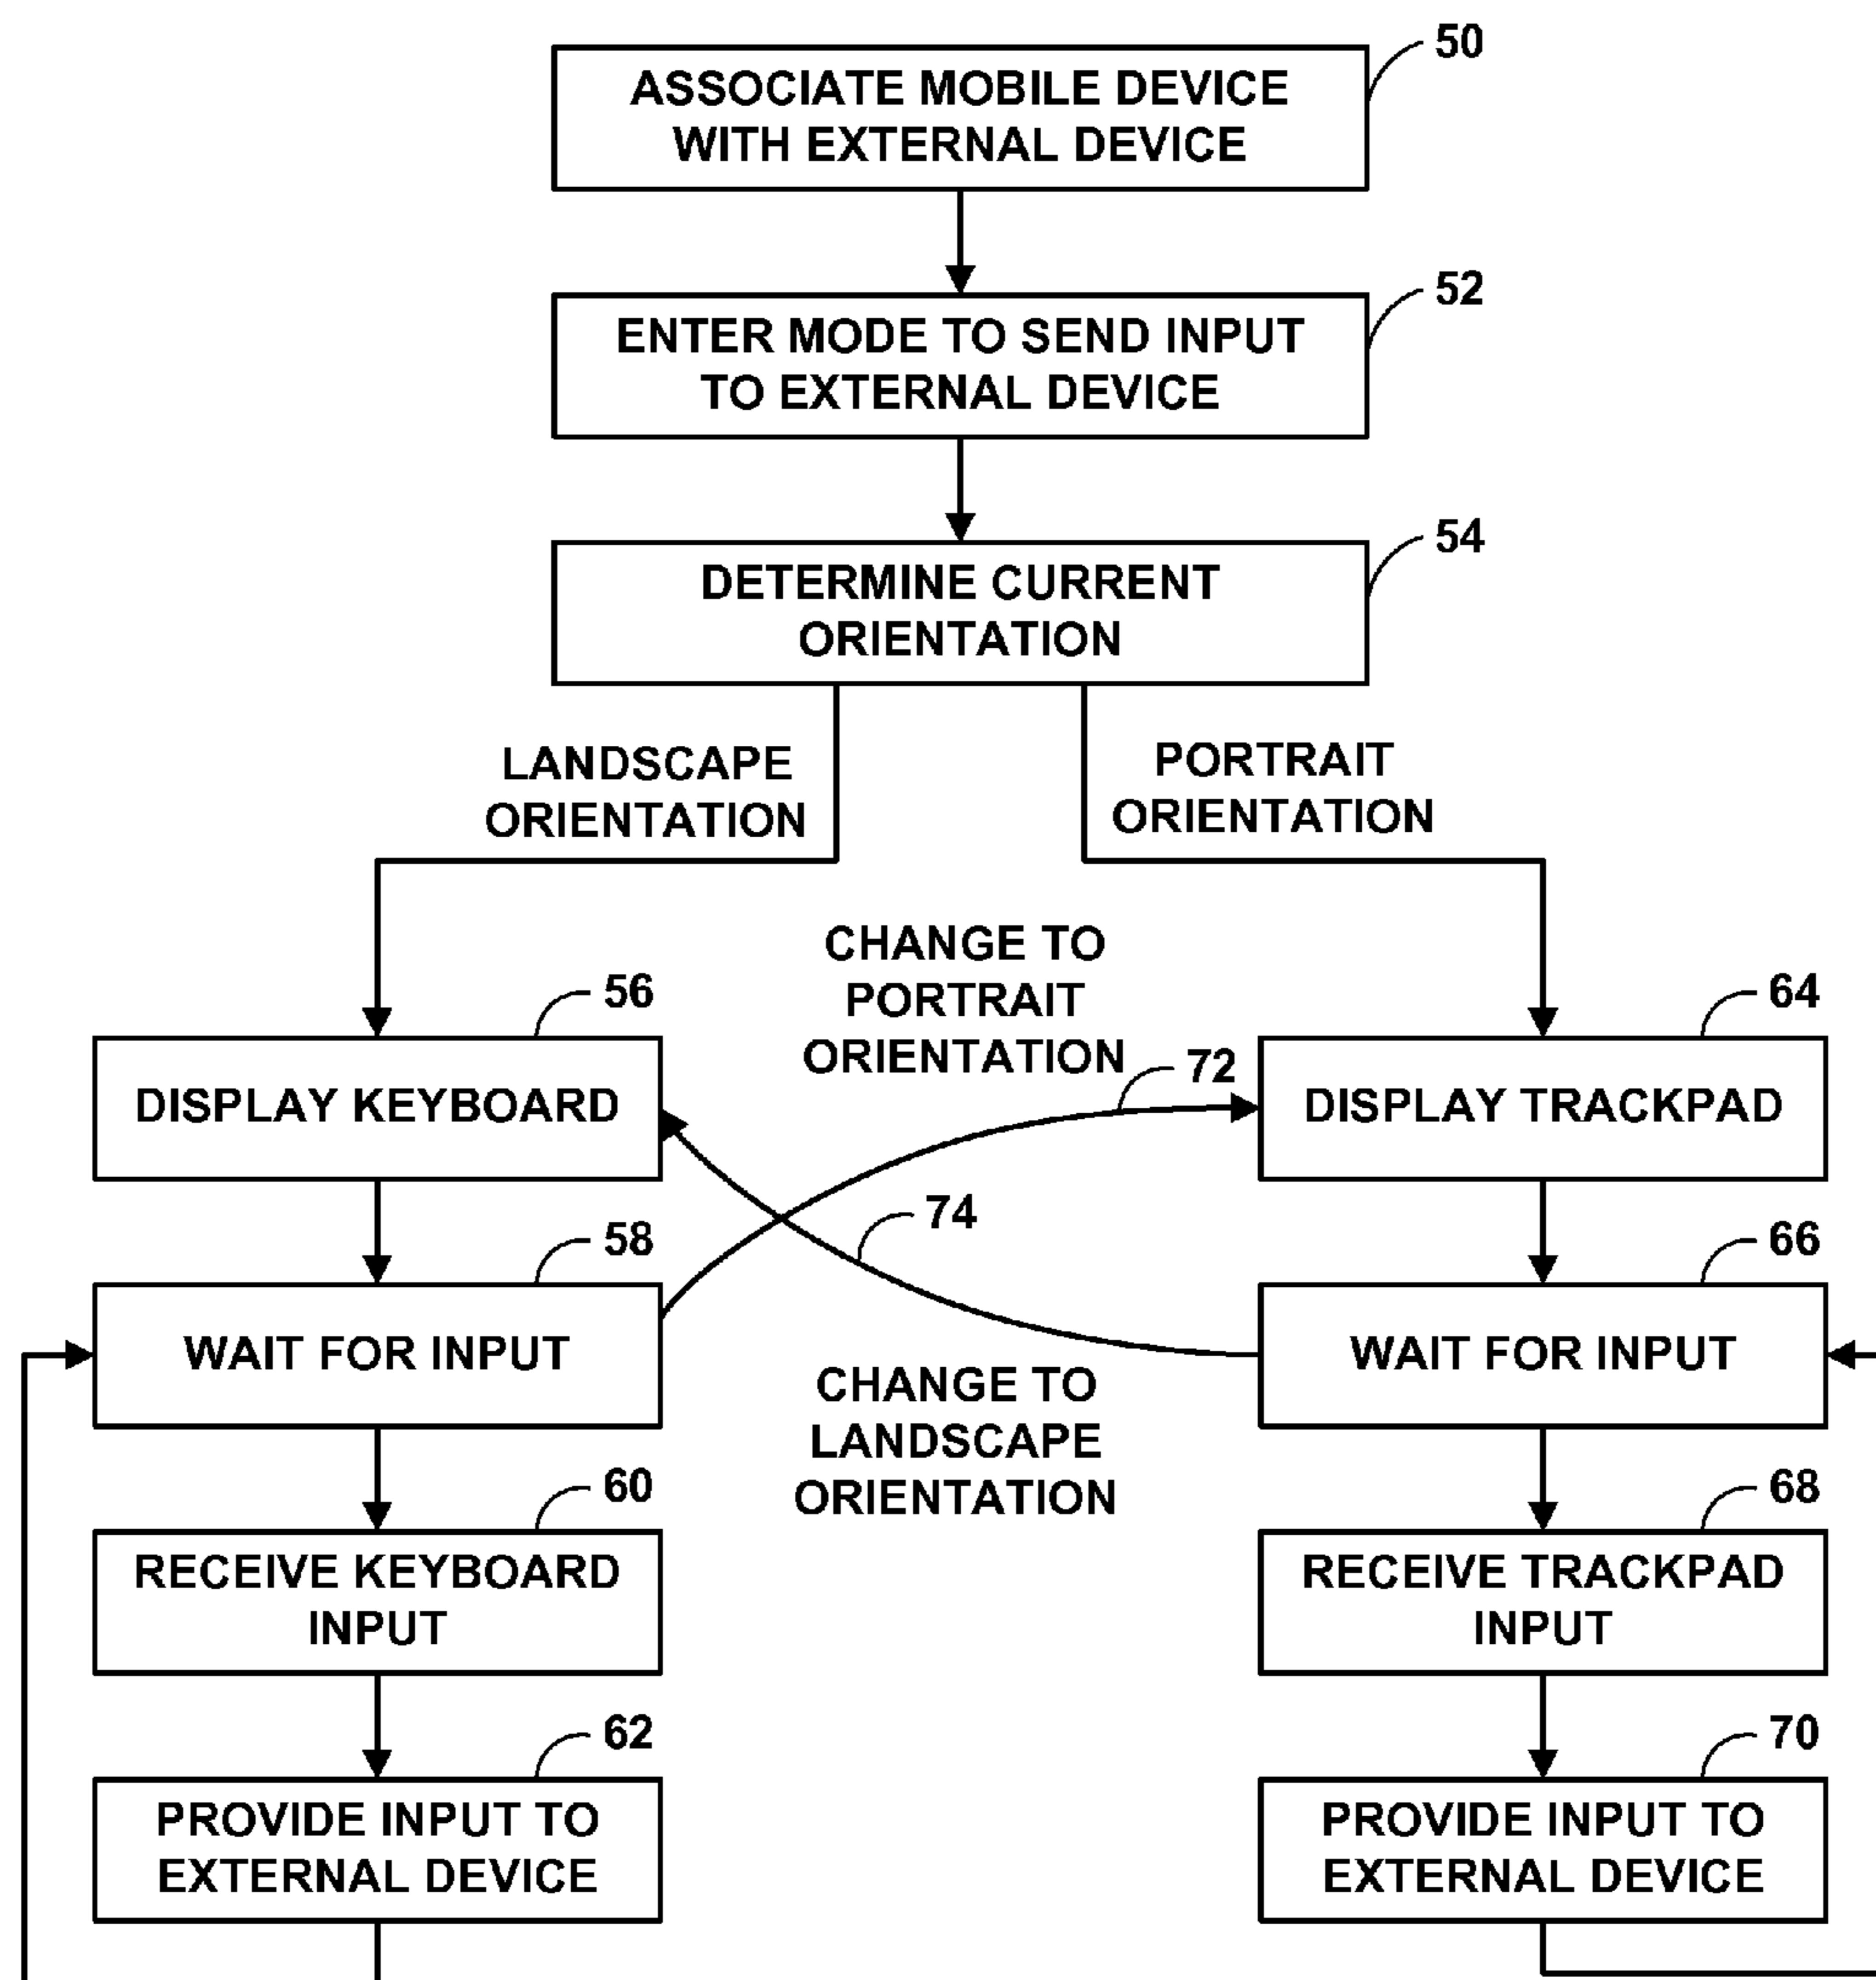 50
ASSOCIATE MOBILE DEVICE
WITH EXTERNAL DEVICE
52
ENTER MODE TO SEND INPUT
TO EXTERNAL DEVICE
54
DETERMINE CURRENT
ORIENTATION
LANDSCAPE
ORIENTATION
PORTRAIT
ORIENTATION
CHANGE TO
PORTRAIT
ORIENTATION
72
56
DISPLAY KEYBOARD
64
DISPLAY TRACKPAD
74
58
WAIT FOR INPUT
66
WAIT FOR INPUT
CHANGE TO
LANDSCAPE
ORIENTATION
60
RECEIVE KEYBOARD
INPUT
68
RECEIVE TRACKPAD
INPUT
62
PROVIDE INPUT TO
EXTERNAL DEVICE
70
PROVIDE INPUT TO
EXTERNAL DEVICE